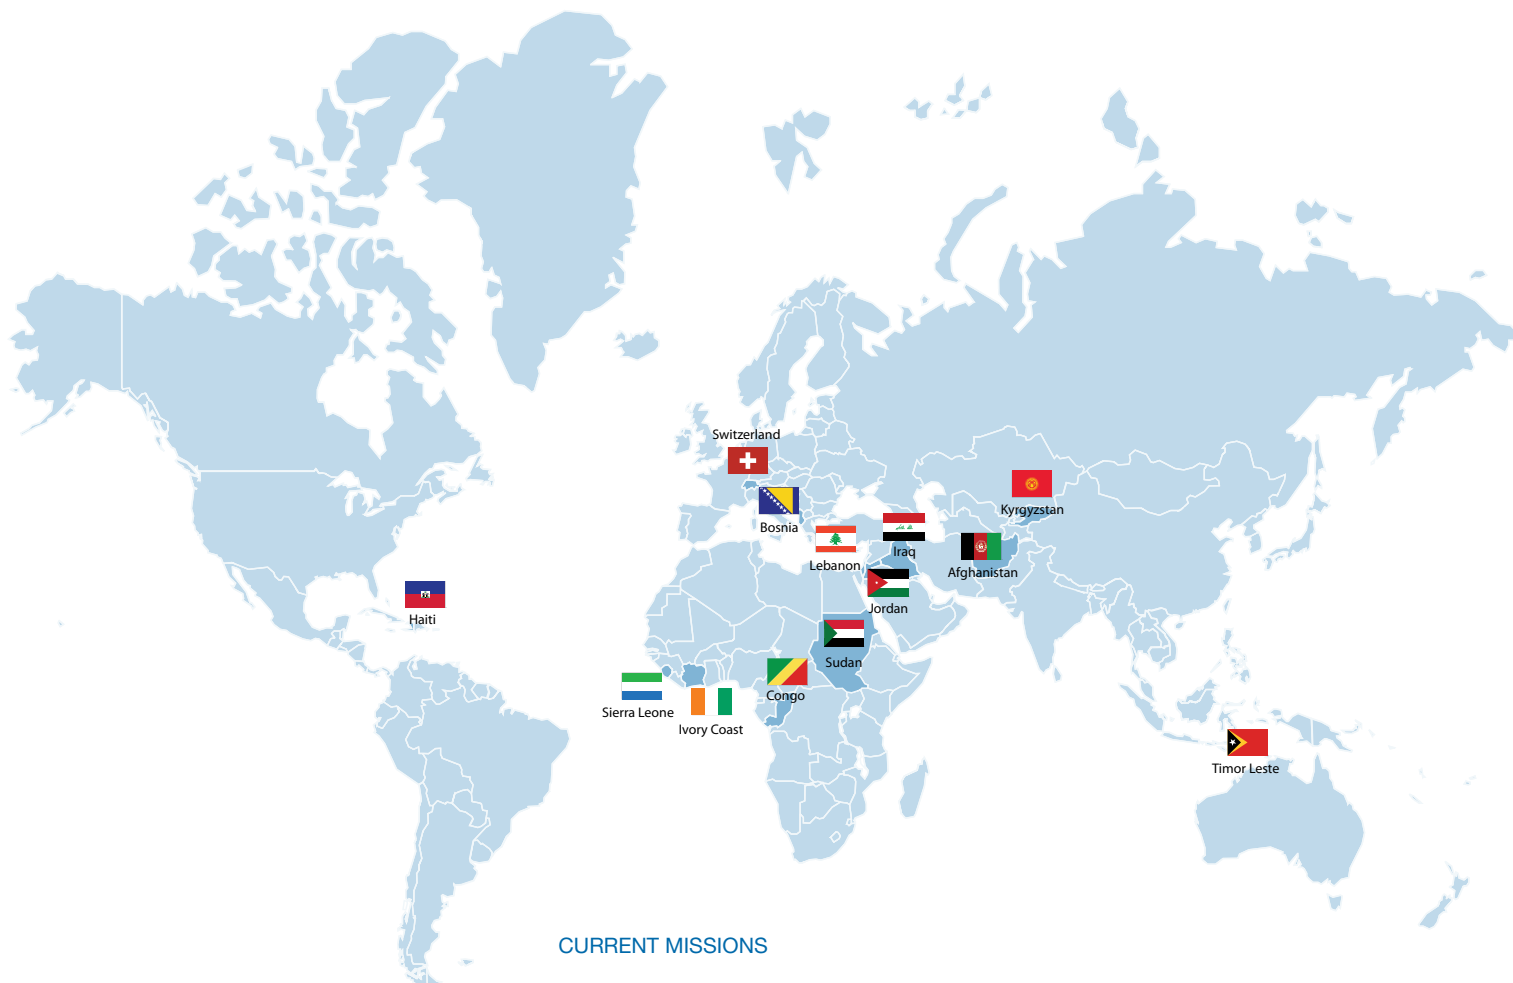 Switzerland
Kyrgyzstan
Bosnia
Iraq
Lebanon
Afghanistan
Jordan
Haiti
Sudan
Congo
Sierra Leone
Ivory Coast
Timor Leste
CURRENT MISSIONS